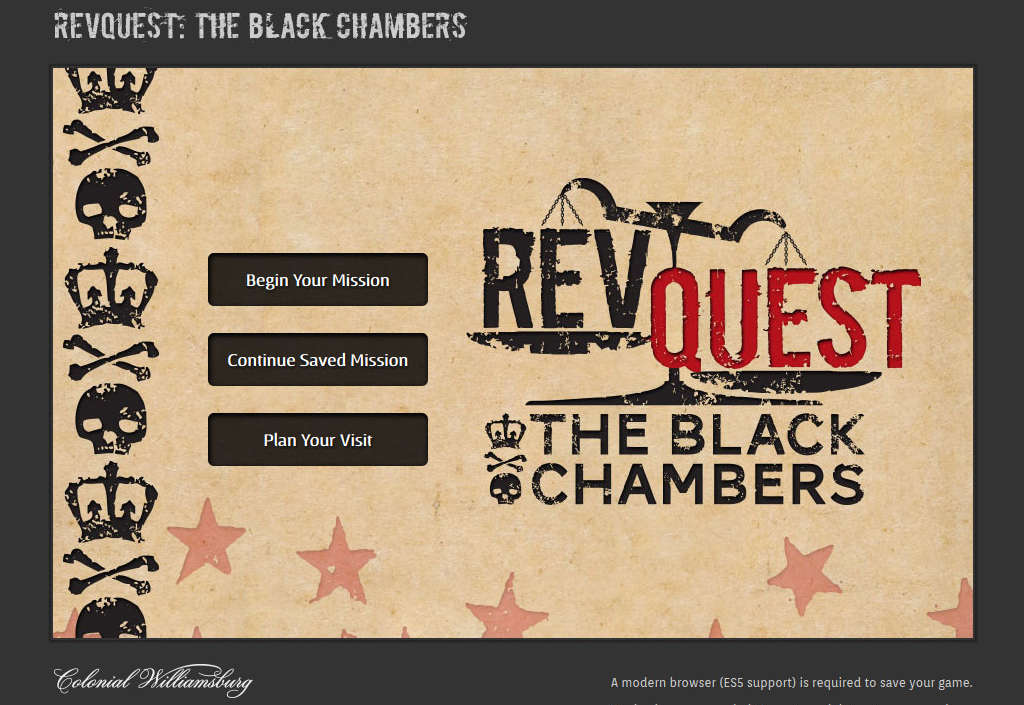 REVQUEST: THE BLACK CHAMBERS
Begin Your Mission
Continue Saved Mission
Plan Your Visit
REVQUEST
THE BLACK
CHAMBERS
Colonial Williamsburg
A modern browser (ES5 support) is required to save your game.